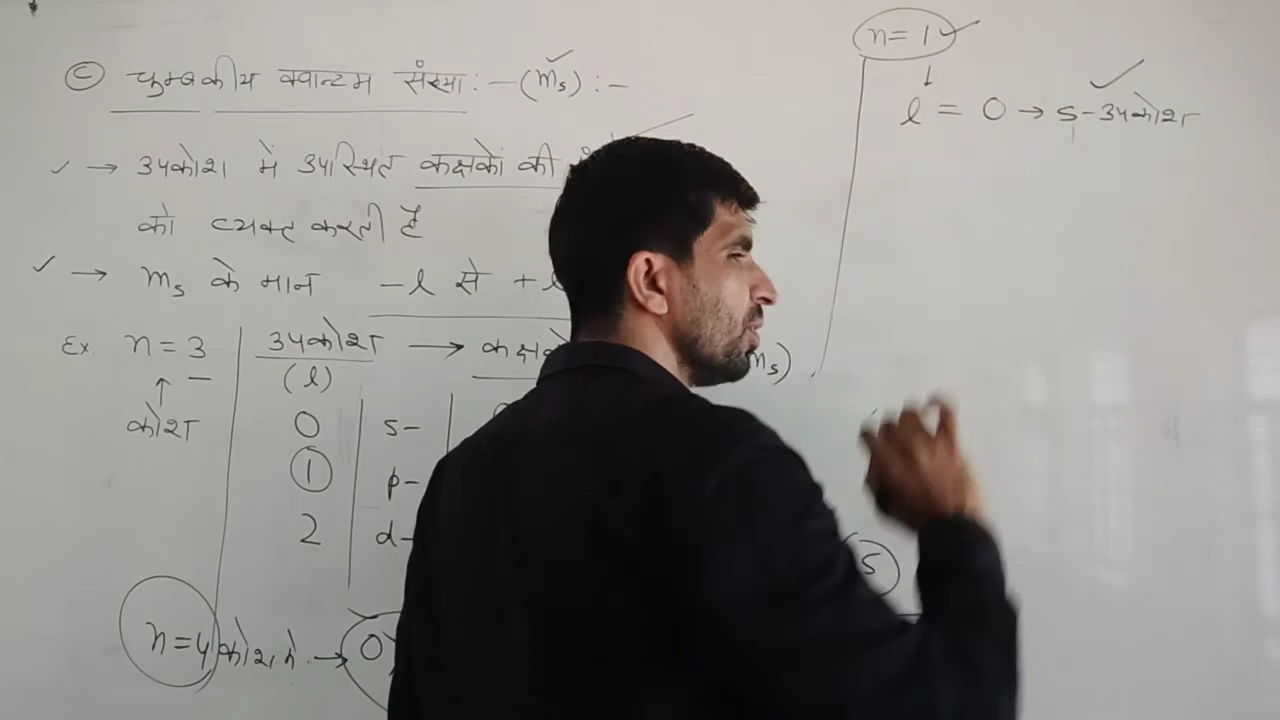 (C) चुम्बकीय क्वान्टम संख्या: - (ms) :-
→ उपकोश में उपस्थित कक्षकों की
को व्यक्त करती है
→ ms के मान -l से +l
Ex. n = 3 उपकोश →
(l) ms)
कोश 0 s-
1 p-
2 d-
5
n=4 कोश में → 0
n= 1
l = 0 → s-उपकोश